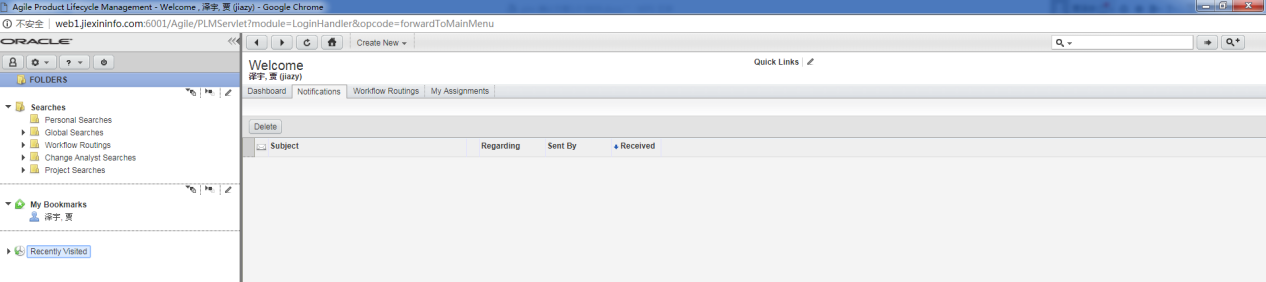 Agile Product Lifecycle Management - Welcome , 泽宇, 贾 (jiazy) - Google Chrome
不安全 | web1.jiexininfo.com:6001/Agile/PLMServlet?module=LoginHandler&opcode=forwardToMainMenu
ORACLE
Create New
Welcome
泽宇, 贾 (jiazy)
Quick Links
FOLDERS
Dashboard Notifications Workflow Routings My Assignments
Searches
Personal Searches
Global Searches
Workflow Routings
Change Analyst Searches
Project Searches
My Bookmarks
泽宇, 贾
Recently Visited
Delete
Subject Regarding Sent By Received